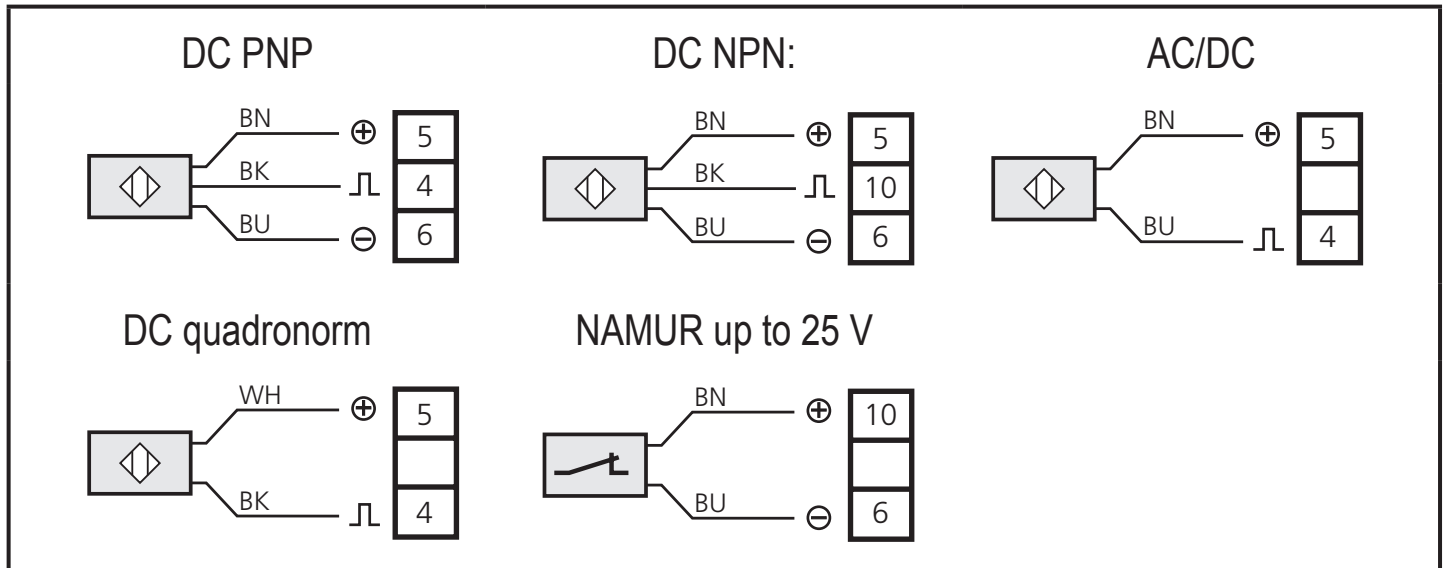 DC PNP
BN
5
BK
4
BU
6
DC NPN:
BN
5
BK
10
BU
6
AC/DC
BN
5
BU
4
DC quadronorm
WH
5
BK
4
NAMUR up to 25 V
BN
10
BU
6